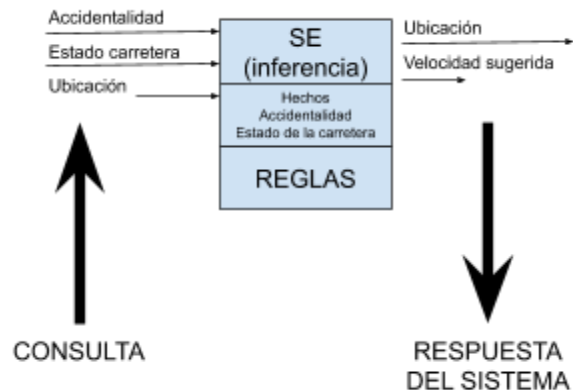 Accidentalidad
Estado carretera
Ubicación
SE
(inferencia)
Hechos
Accidentalidad
Estado de la carretera
REGLAS
Ubicación
Velocidad sugerida
CONSULTA
RESPUESTA
DEL SISTEMA